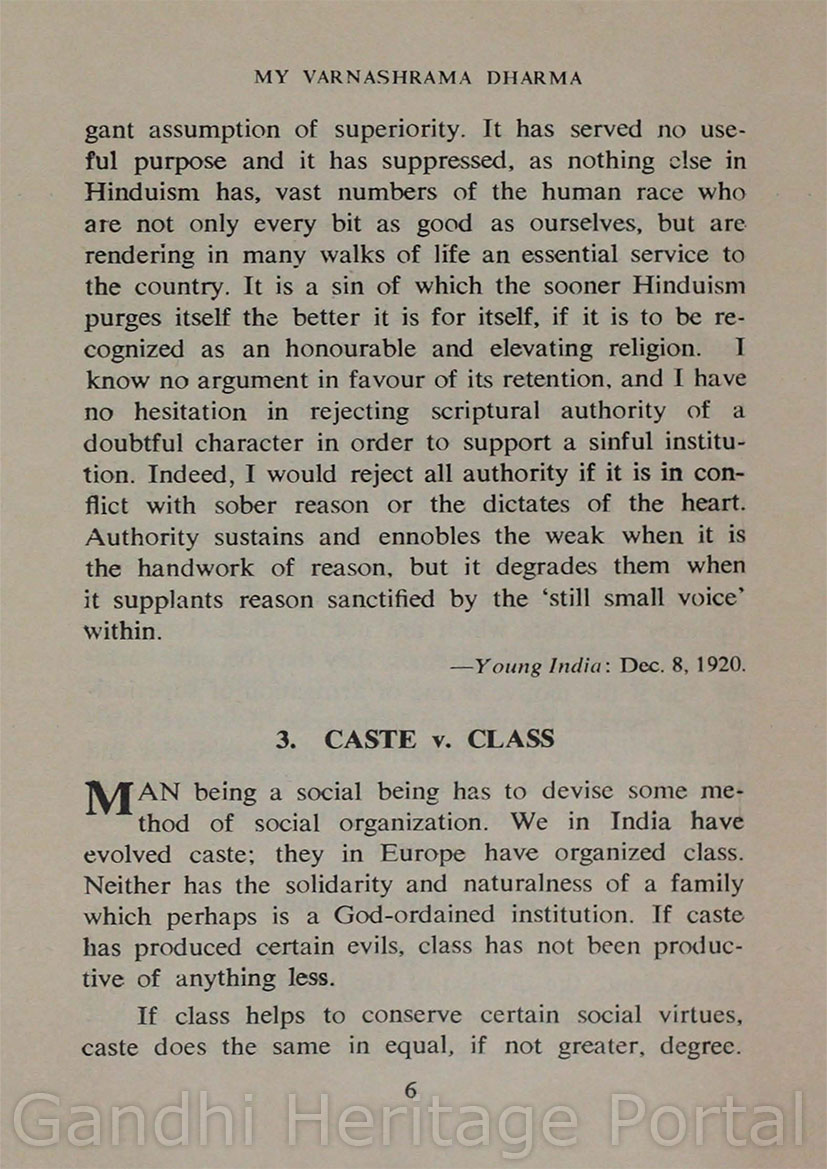 MY VARNASHRAMA DHARMA
gant assumption of superiority. It has served no use-
ful purpose and it has suppressed, as nothing else in
Hinduism has, vast numbers of the human race who
are not only every bit as good as ourselves, but are
rendering in many walks of life an essential service to
the country. It is a sin of which the sooner Hinduism
purges itself the better it is for itself, if it is to be re-
cognized as an honourable and elevating religion. I
know no argument in favour of its retention, and I have
no hesitation in rejecting scriptural authority of a
doubtful character in order to support a sinful institu-
tion. Indeed, I would reject all authority if it is in con-
flict with sober reason or the dictates of the heart.
Authority sustains and ennobles the weak when it is
the handwork of reason, but it degrades them when
it supplants reason sanctified by the ‘still small voice’
within.
—Young India: Dec. 8, 1920.
3. CASTE v. CLASS
MAN being a social being has to devise some me-
thod of social organization. We in India have
evolved caste; they in Europe have organized class.
Neither has the solidarity and naturalness of a family
which perhaps is a God-ordained institution. If caste
has produced certain evils, class has not been produc-
tive of anything less.
If class helps to conserve certain social virtues,
caste does the same in equal, if not greater, degree.
6
Gandhi Heritage Portal